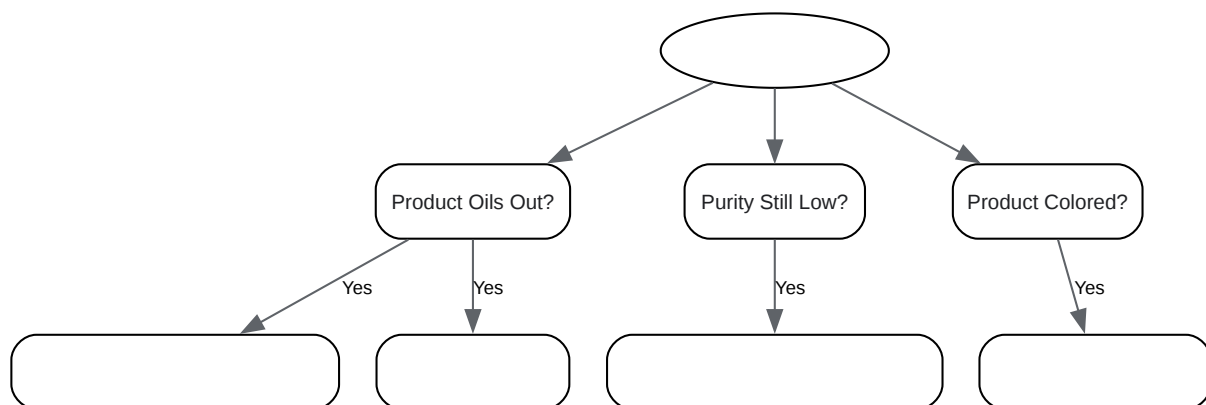 Product Oils Out?
Purity Still Low?
Product Colored?
Yes
Yes
Yes
Yes